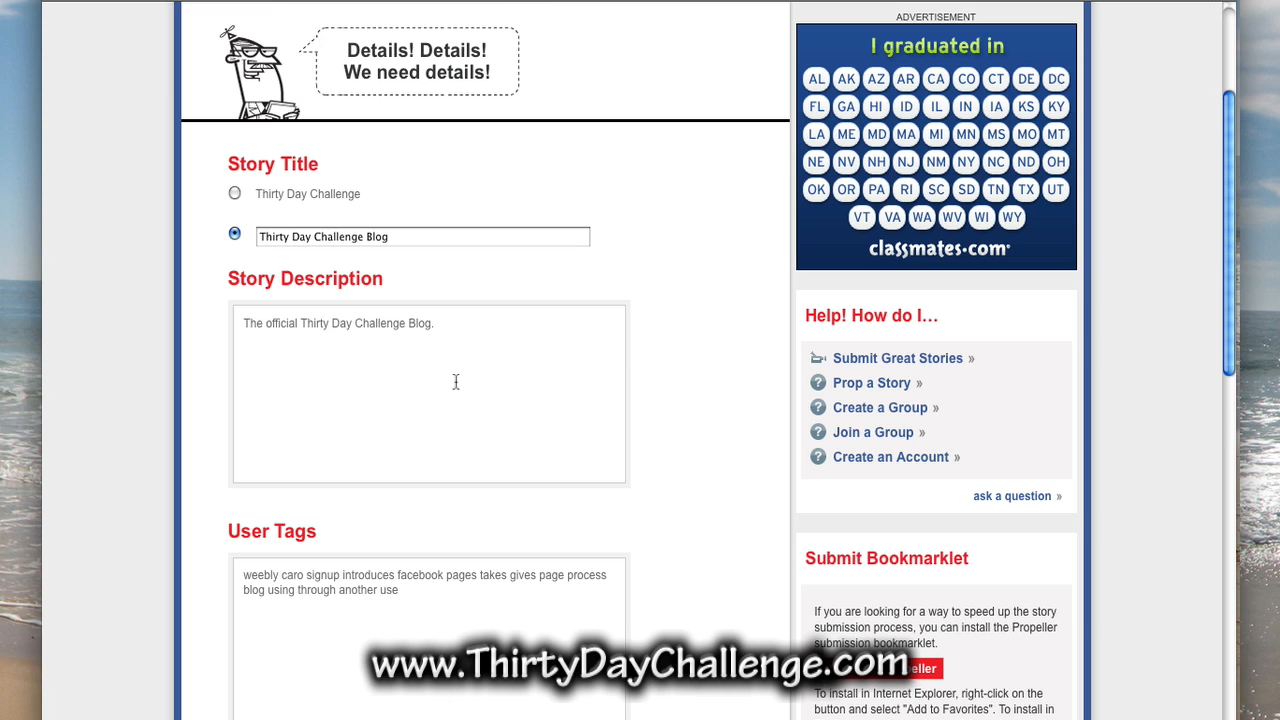 Details! Details!
We need details!
Story Title
Thirty Day Challenge
Thirty Day Challenge Blog
Story Description
The official Thirty Day Challenge Blog.
User Tags
weebly caro signup introduces facebook pages takes gives page process
blog using through another use
ADVERTISEMENT
I graduated in
AL AK AZ AR CA CO CT DE DC
FL GA HI ID IL IN IA KS KY
LA ME MD MA MI MN MS MO MT
NE NV NH NJ NM NY NC ND OH
OK OR PA RI SC SD TN TX UT
VT VA WA WV WI WY
classmates.com®
Help! How do I...
Submit Great Stories »
Prop a Story »
Create a Group »
Join a Group »
Create an Account »
ask a question »
Submit Bookmarklet
If you are looking for a way to speed up the story
submission process, you can install the Propeller
submission bookmarklet.
To install in Internet Explorer, right-click on the
button and select "Add to Favorites". To install in
www.ThirtyDayChallenge.com